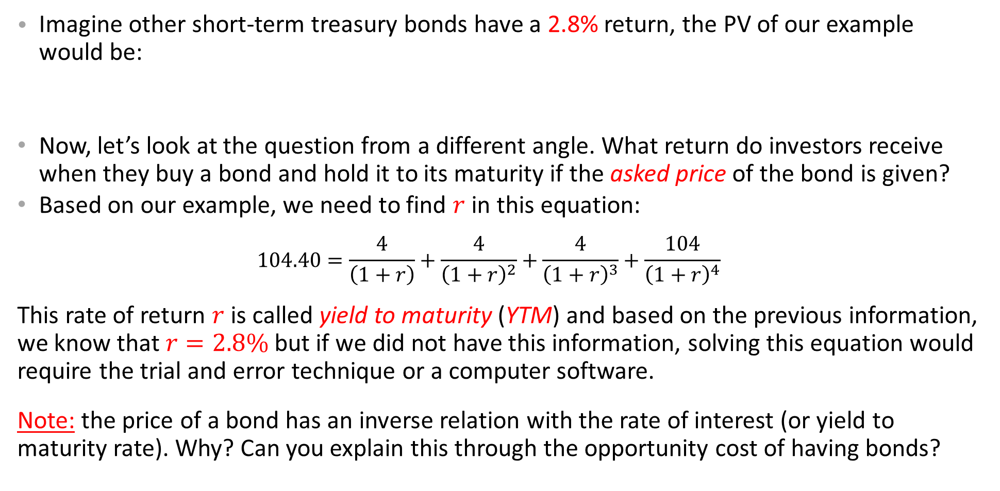 • Imagine other short-term treasury bonds have a 2.8% return, the PV of our example
would be:
• Now, let’s look at the question from a different angle. What return do investors receive
when they buy a bond and hold it to its maturity if the asked price of the bond is given?
• Based on our example, we need to find r in this equation:
104.40 = 4/(1 + r) + 4/(1 + r)² + 4/(1 + r)³ + 104/(1 + r)⁴
This rate of return r is called yield to maturity (YTM) and based on the previous information,
we know that r = 2.8% but if we did not have this information, solving this equation would
require the trial and error technique or a computer software.
Note: the price of a bond has an inverse relation with the rate of interest (or yield to
maturity rate). Why? Can you explain this through the opportunity cost of having bonds?